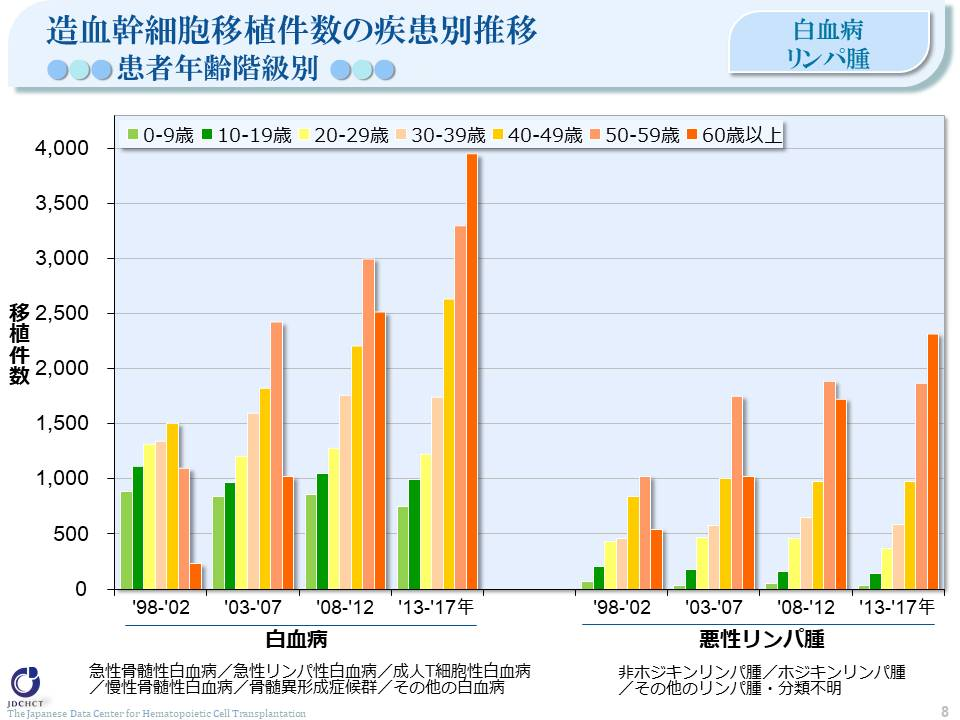 造血幹細胞移植件数の疾患別推移
患者年齢階級別
白血病
リンパ腫
0-9歳 10-19歳 20-29歳 30-39歳 40-49歳 50-59歳 60歳以上
4,000
3,500
3,000
2,500
2,000
1,500
1,000
500
0
移植件数
'98-'02 '03-'07 '08-'12 '13-'17年 '98-'02 '03-'07 '08-'12 '13-'17年
白血病 悪性リンパ腫
急性骨髄性白血病／急性リンパ性白血病／成人T細胞性白血病
／慢性骨髄性白血病／骨髄異形成症候群／その他の白血病
非ホジキンリンパ腫／ホジキンリンパ腫
／その他のリンパ腫・分類不明
JDCHCT
The Japanese Data Center for Hematopoietic Cell Transplantation
8